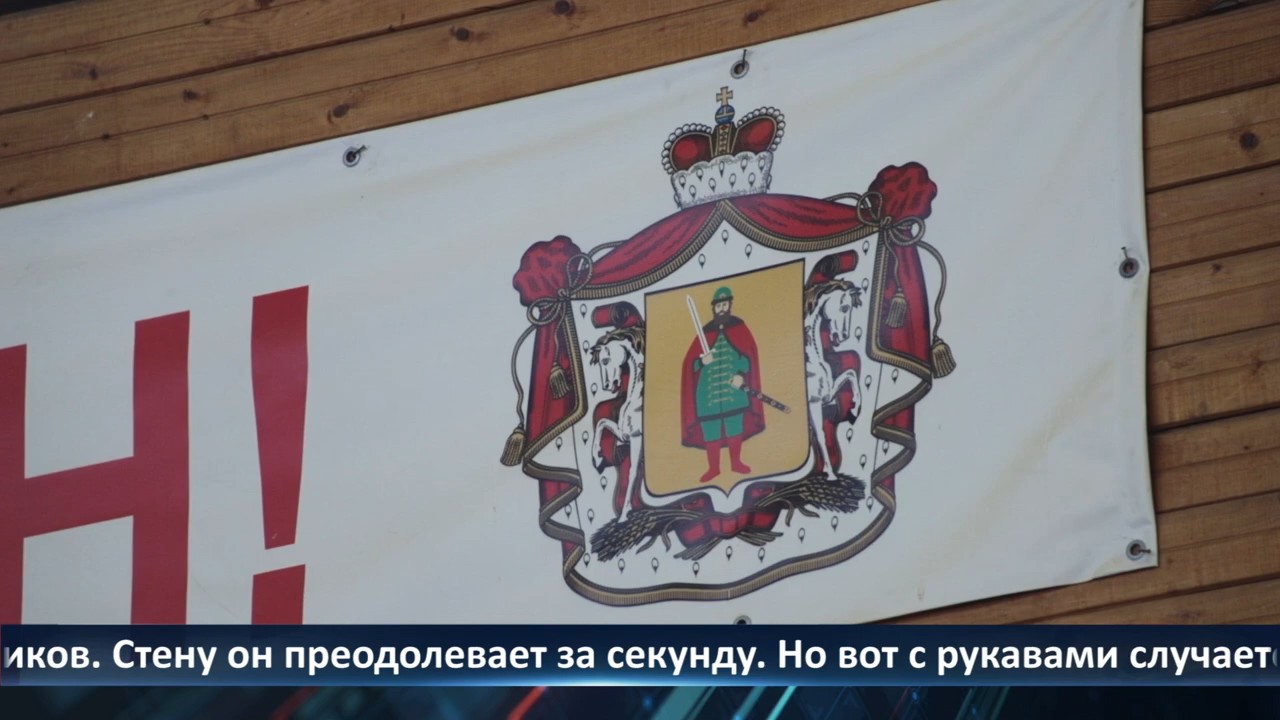 Н!
иков. Стену он преодолевает за секунду. Но вот с рукавами случает